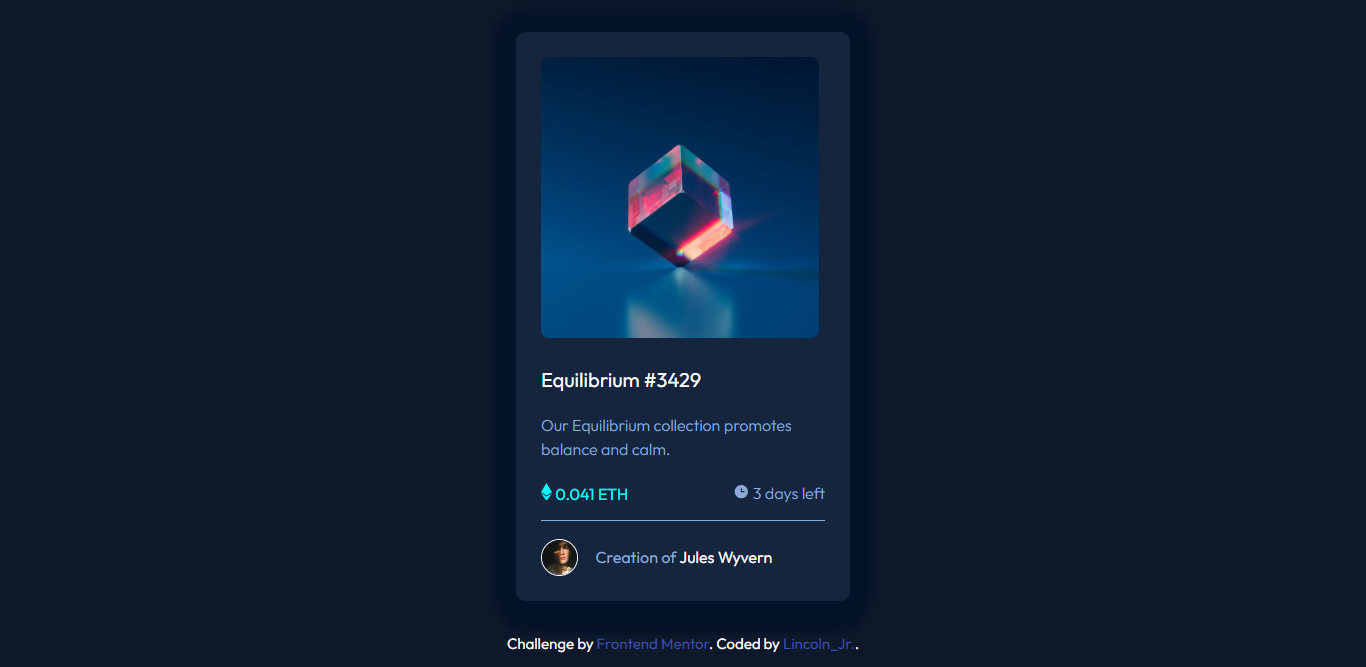 Equilibrium #3429
Our Equilibrium collection promotes
balance and calm.
0.041 ETH
3 days left
Creation of Jules Wyvern
Challenge by Frontend Mentor. Coded by Lincoln_Jr..